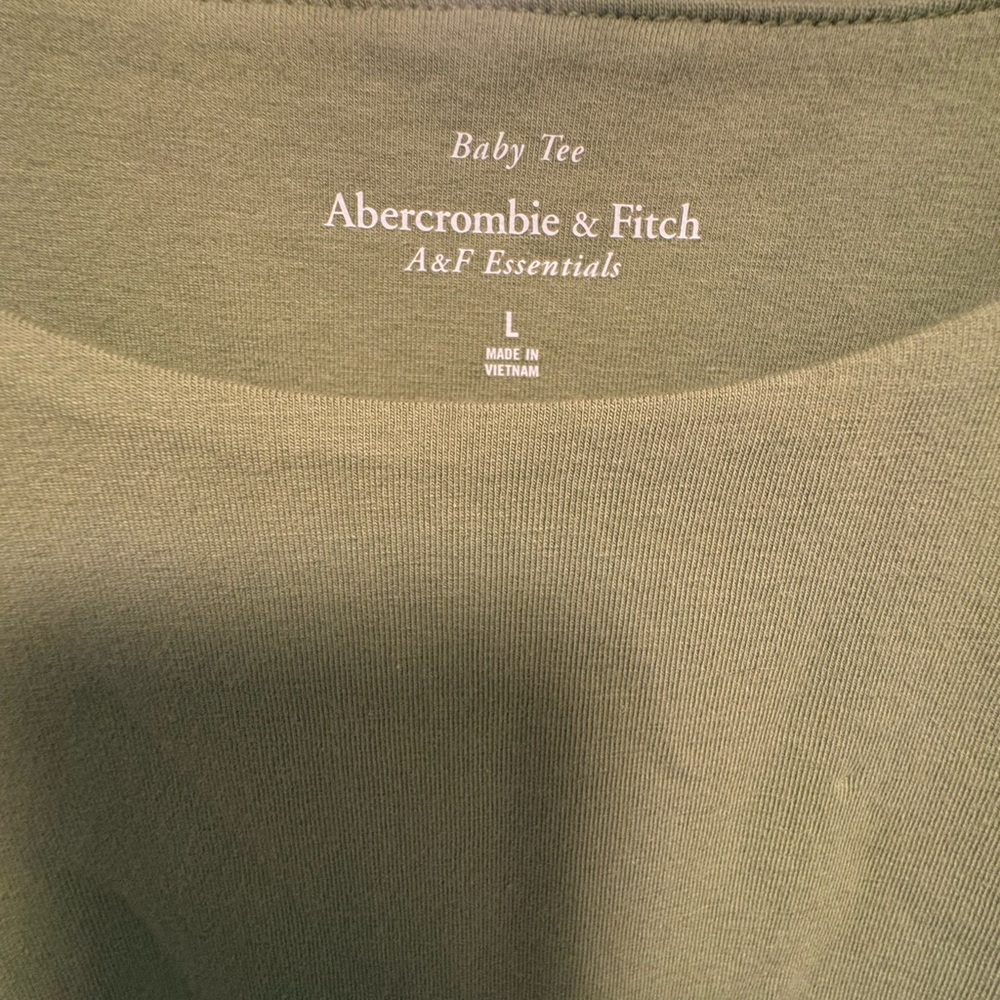 Baby Tee
Abercrombie & Fitch
A&F Essentials
L
MADE IN
VIETNAM